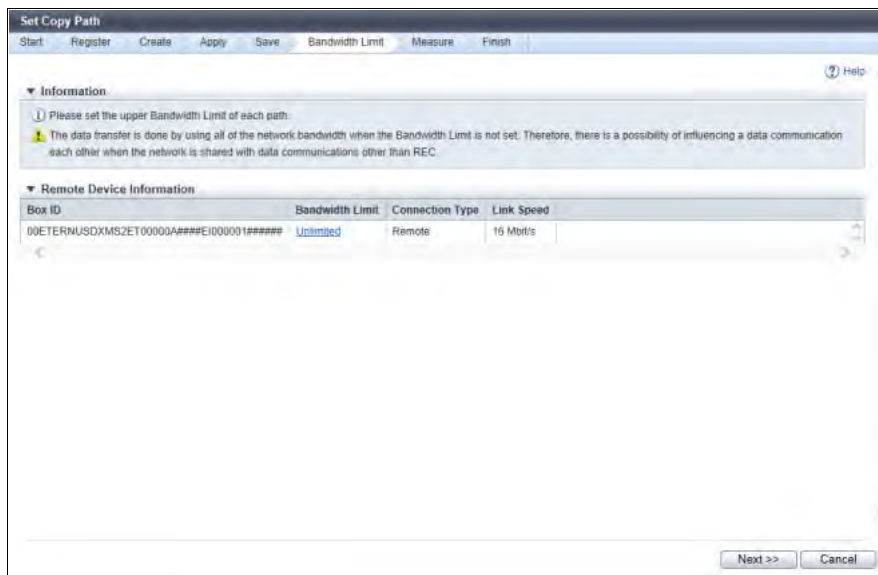 Set Copy Path
Start Register Create Apply Save Bandwidth Limit Measure Finish
Help
Information
Please set the upper Bandwidth Limit of each path.
The data transfer is done by using all of the network bandwidth when the Bandwidth Limit is not set. Therefore, there is a possibility of influencing a data communication
each other when the network is shared with data communications other than REC.
Remote Device Information
Box ID Bandwidth Limit Connection Type Link Speed
00ETERNUSDXMS2ET00000A####EI000001###### Unlimited Remote 16 Mbit/s
Next >> Cancel